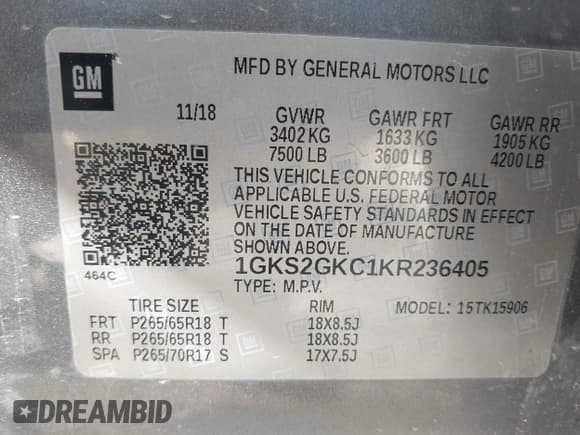 GM
MFD BY GENERAL MOTORS LLC
11/18 GVWR GAWR FRT GAWR RR
3402 KG 1633 KG 1905 KG
7500 LB 3600 LB 4200 LB
THIS VEHICLE CONFORMS TO ALL
APPLICABLE U.S. FEDERAL MOTOR
VEHICLE SAFETY STANDARDS IN EFFECT
ON THE DATE OF MANUFACTURE
SHOWN ABOVE.
464C
1GKS2GKC1KR236405
TYPE: M.P.V.
TIRE SIZE RIM MODEL: 15TK15906
FRT P265/65R18 T 18X8.5J
RR P265/65R18 T 18X8.5J
SPA P265/70R17 S 17X7.5J
DREAMBID